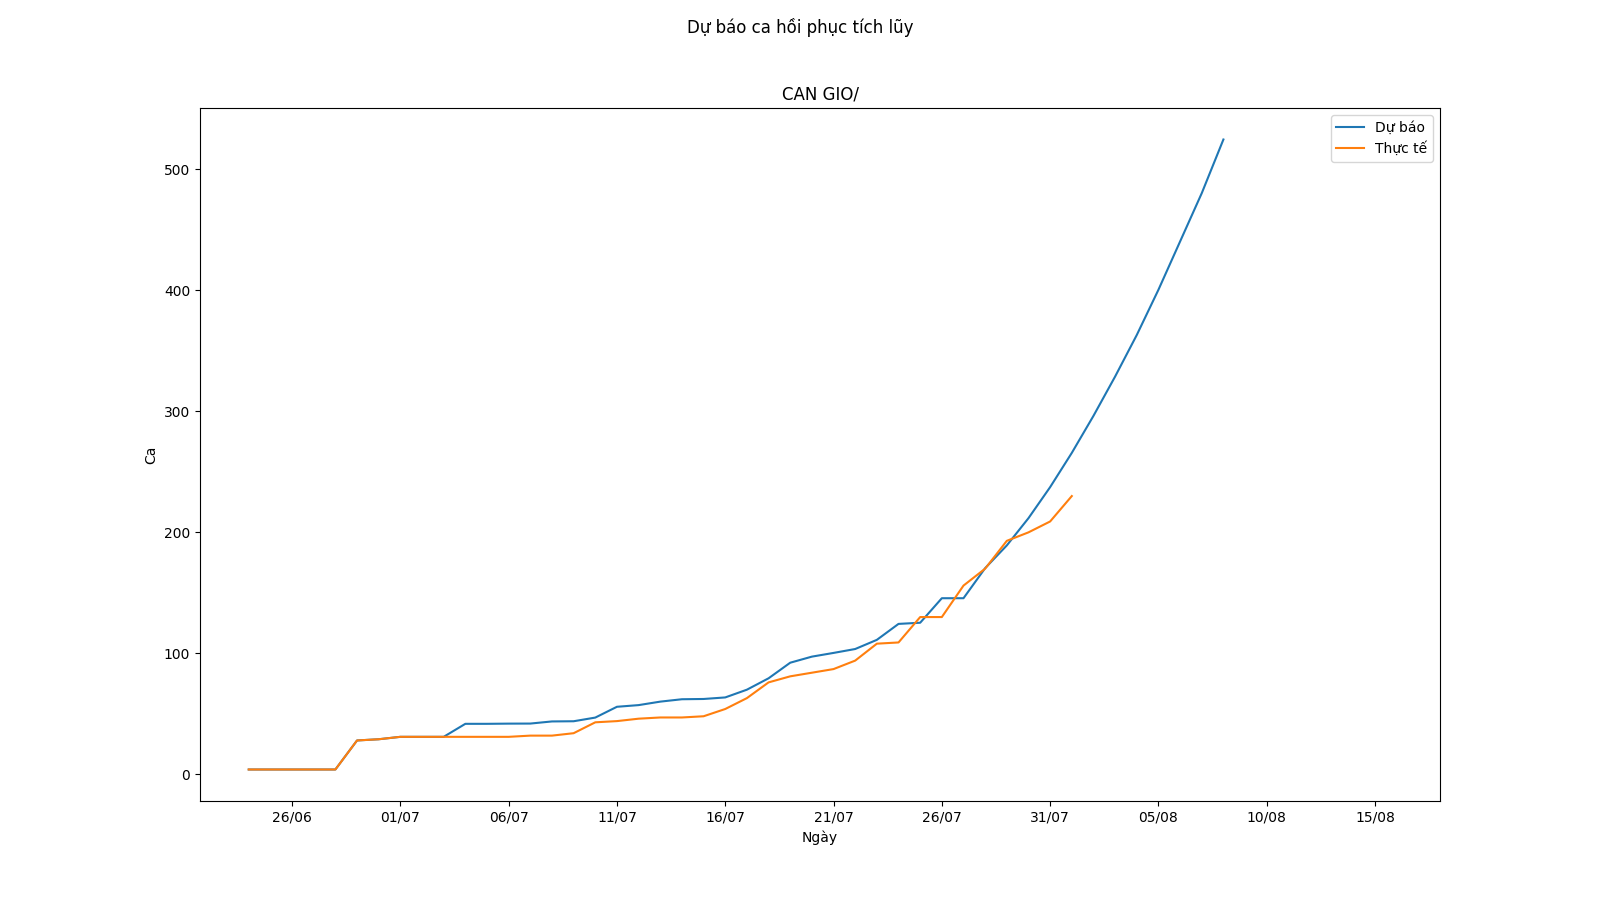 Dự báo ca hồi phục tích lũy
CAN GIO/
Dự báo
Thực tế
500
400
300
200
100
0
Ca
26/06 01/07 06/07 11/07 16/07 21/07 26/07 31/07 05/08 10/08 15/08
Ngày